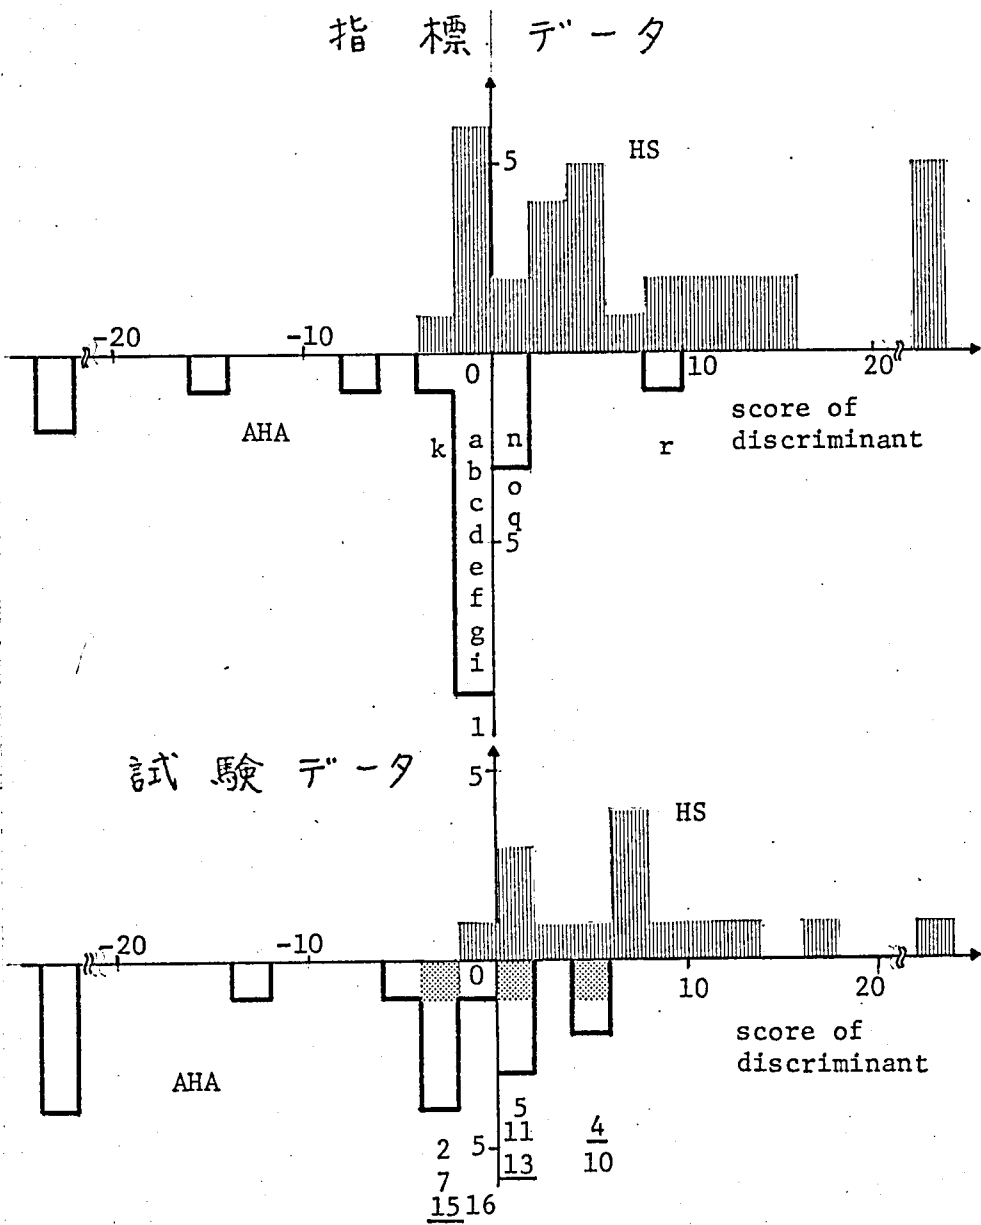 指標データ
5
HS
-20
-10
0
10
20
AHA
k
a
n
r
score of
discriminant
b
o
c
q
d
5
e
f
g
i
l
試験データ
5
HS
-20
-10
0
10
20
score of
discriminant
AHA
5
11
4
2
5
13
10
7
15
16